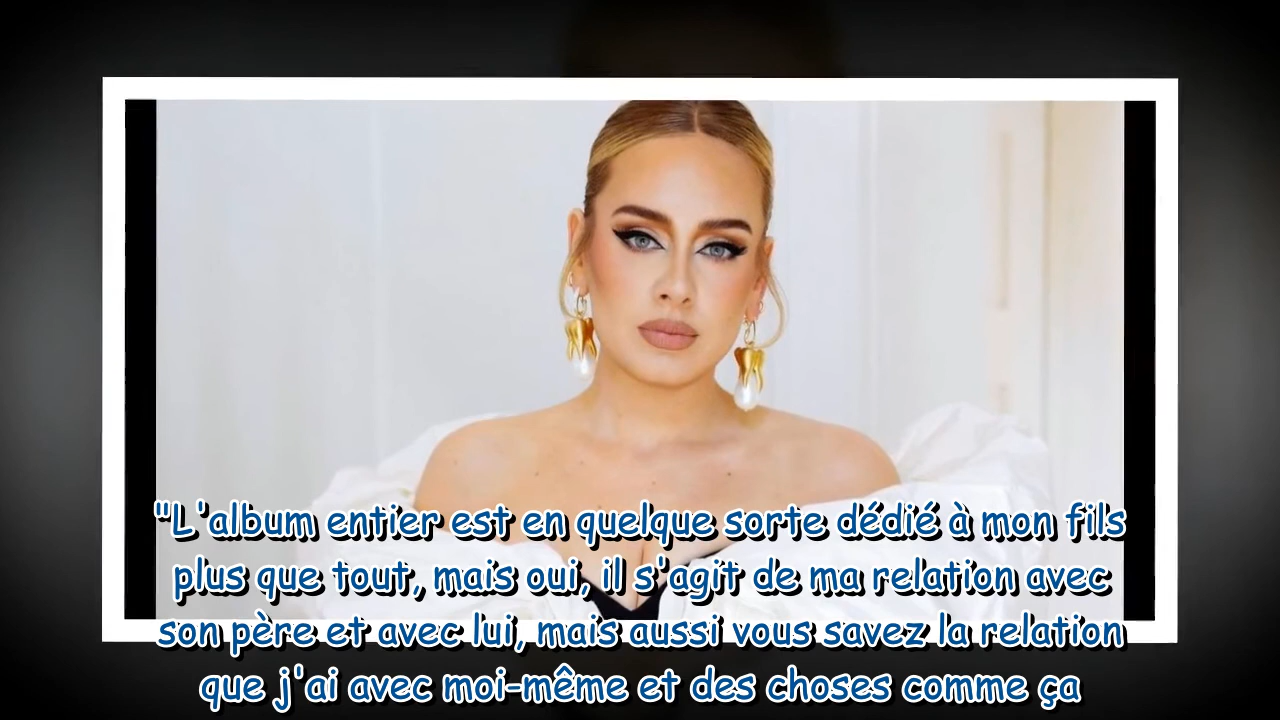 "L'album entier est en quelque sorte dédié à mon fils
plus que tout, mais oui, il s'agit de ma relation avec
son père et avec lui, mais aussi vous savez la relation
que j'ai avec moi-même et des choses comme ça